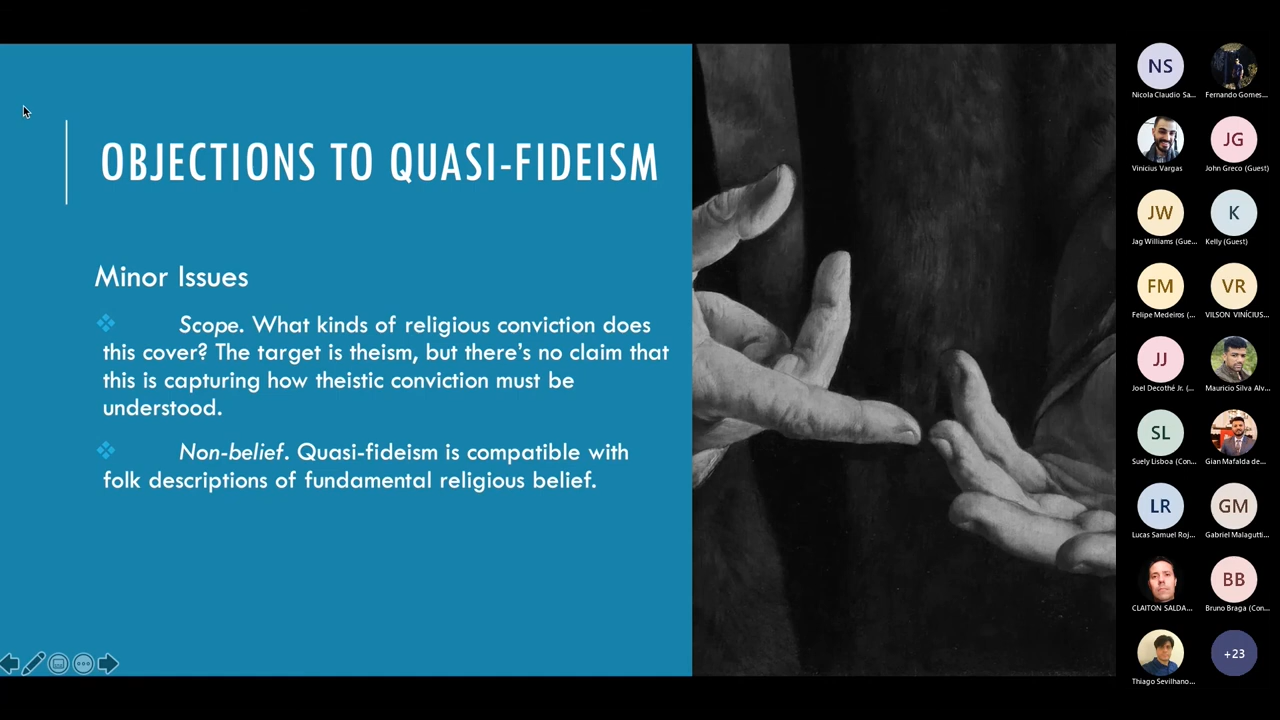 OBJECTIONS TO QUASI-FIDEISM
Minor Issues
Scope. What kinds of religious conviction does
this cover? The target is theism, but there's no claim that
this is capturing how theistic conviction must be
understood.
Non-belief. Quasi-fideism is compatible with
folk descriptions of fundamental religious belief.
NS
Nicola Claudio Sa...
Fernando Gomes...
Vinicius Vargas
JG
John Greco (Guest)
JW
Jag Williams (Gue...
K
Kelly (Guest)
FM
Felipe Medeiros (...
VR
VILSON VINÍCIUS...
JJ
Joel Decothé Jr. (...
Mauricio Silva Alv...
SL
Suely Lisboa (Con...
Gian Mafalda de...
LR
Lucas Samuel Roj...
GM
Gabriel Malagutti...
CLAITON SALDA...
BB
Bruno Braga (Con...
Thiago Sevilhano...
+23